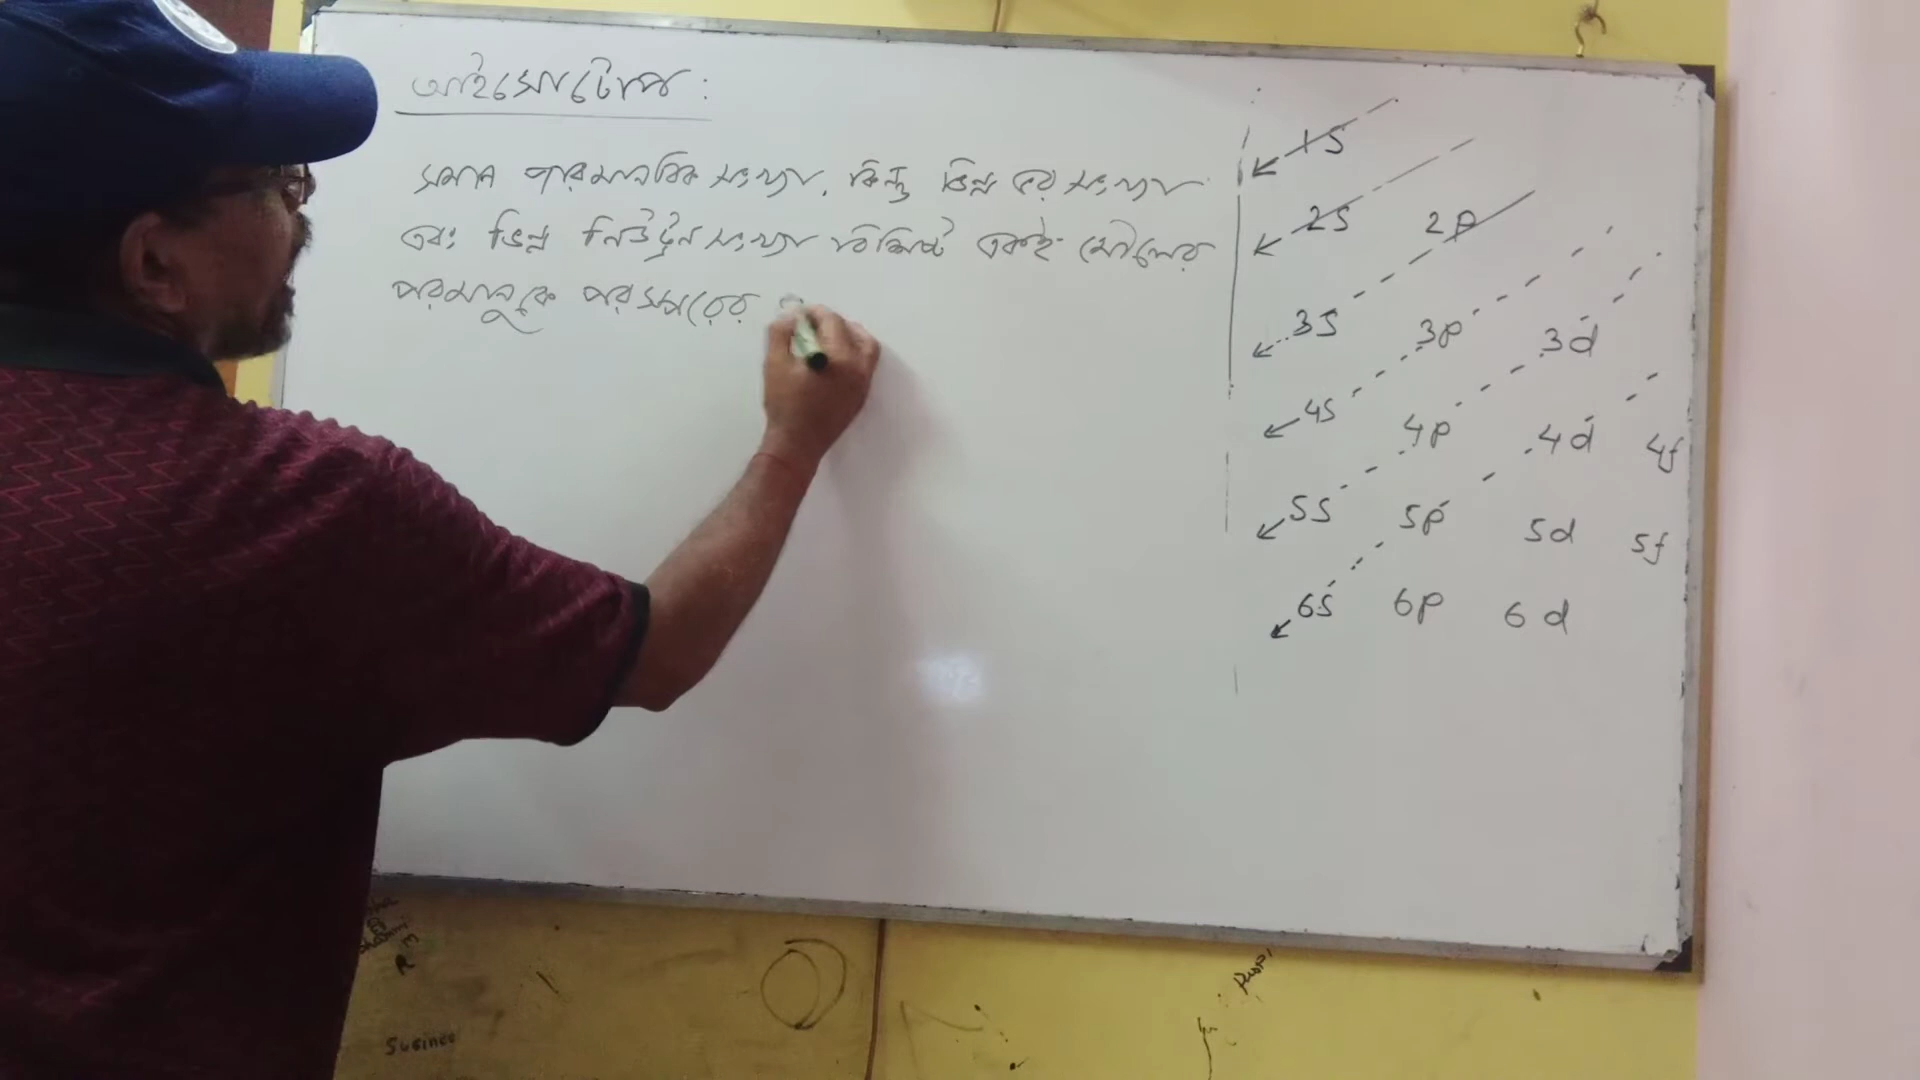 আইসোটোপ :
সমান পারমানবিক সংখ্যা, কিন্তু ভিন্ন ভর সংখ্যা
এবং ভিন্ন নিউট্রন সংখ্যা বিশিষ্ট একই মৌলের
পরমানুকে পরস্পরের
1S
2S 2p
3S 3p 3d
4S 4p 4d 4f
5S 5p 5d 5f
6S 6p 6d